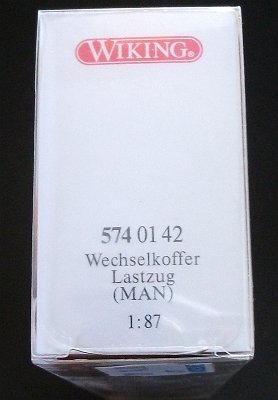 WIKING®
574 01 42
Wechselkoffer
Lastzug
(MAN)
1:87